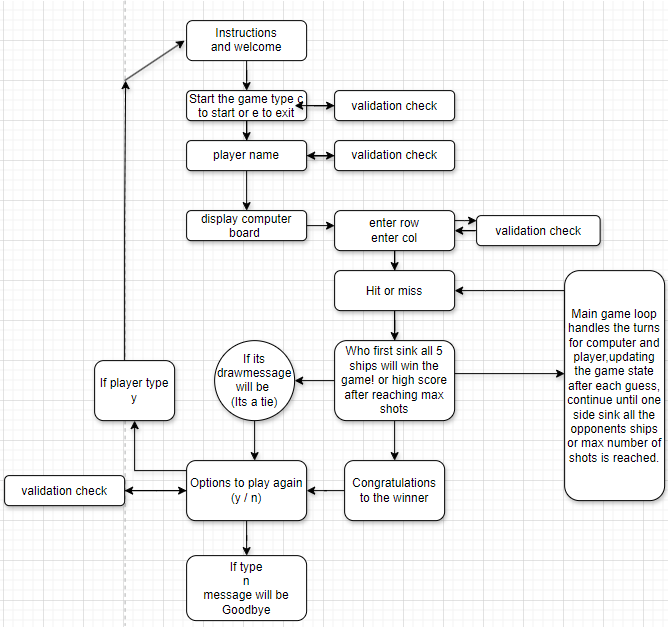 Instructions
and welcome
Start the game type c
to start or e to exit
validation check
player name
validation check
display computer
board
enter row
enter col
validation check
Hit or miss
Main game loop
handles the turns
for computer and
player,updating
the game state
after each guess,
continue until one
side sink all the
opponents ships
or max number of
shots is reached.
Who first sink all 5
ships will win the
game! or high score
after reaching max
shots
If its
drawmessage
will be
(Its a tie)
If player type
y
Options to play again
(y / n)
Congratulations
to the winner
validation check
If type
n
message will be
Goodbye